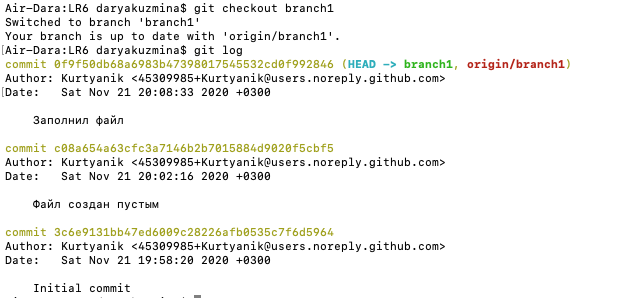 Air-Dara:LR6 daryakuzmina$ git checkout branch1
Switched to branch 'branch1'
Your branch is up to date with 'origin/branch1'.
[Air-Dara:LR6 daryakuzmina$ git log
commit 0f9f50db68a6983b47398017545532cd0f992846 (HEAD -> branch1, origin/branch1)
Author: Kurtyanik <45309985+Kurtyanik@users.noreply.github.com>
[Date:   Sat Nov 21 20:08:33 2020 +0300
Заполнил файл
commit c08a654a63cfc3a7146b2b7015884d9020f5cbf5
Author: Kurtyanik <45309985+Kurtyanik@users.noreply.github.com>
Date:   Sat Nov 21 20:02:16 2020 +0300
Файл создан пустым
commit 3c6e9131bb47ed6009c28226afb0535c7f6d5964
Author: Kurtyanik <45309985+Kurtyanik@users.noreply.github.com>
Date:   Sat Nov 21 19:58:20 2020 +0300
Initial commit